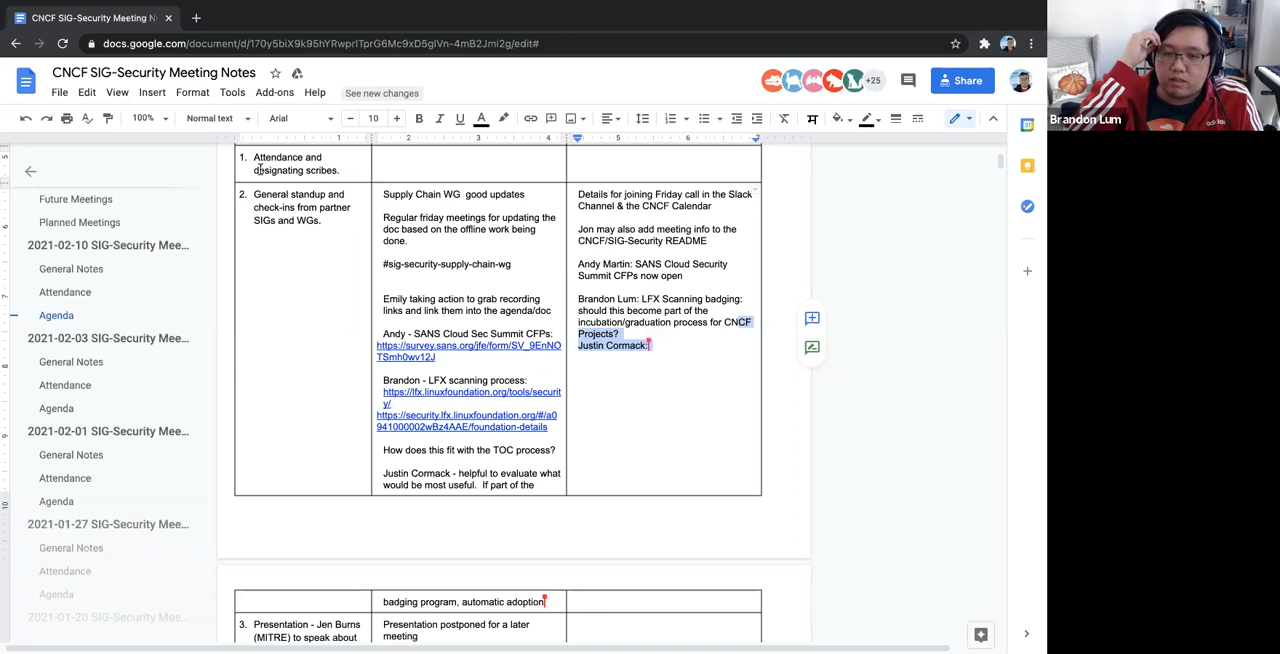 CNCF SIG-Security Meeting N
docs.google.com/document/d/170y5biX9k95hYRwprITprG6Mc9xD5glVn-4mB2Jmi2g/edit#
CNCF SIG-Security Meeting Notes
File Edit View Insert Format Tools Add-ons Help See new changes
+25
Share
100% Normal text Arial 10
Brandon Lum
Future Meetings
Planned Meetings
2021-02-10 SIG-Security Mee...
General Notes
Attendance
Agenda
2021-02-03 SIG-Security Mee...
General Notes
Attendance
Agenda
2021-02-01 SIG-Security Mee...
General Notes
Attendance
Agenda
2021-01-27 SIG-Security Mee...
General Notes
Attendance
Agenda
2021-01-20 SIG-Security Mee...
1. Attendance and
designating scribes.
2. General standup and
check-ins from partner
SIGs and WGs.
Supply Chain WG good updates
Regular friday meetings for updating the
doc based on the offline work being
done.
#sig-security-supply-chain-wg
Emily taking action to grab recording
links and link them into the agenda/doc
Andy - SANS Cloud Sec Summit CFPs:
https://survey.sans.org/jfe/form/SV_9EnNO
TSmh0wv12J
Brandon - LFX scanning process:
https://lfx.linuxfoundation.org/tools/securit
y/
https://security.lfx.linuxfoundation.org/#/a0
941000002wBz4AAE/foundation-details
How does this fit with the TOC process?
Justin Cormack - helpful to evaluate what
would be most useful. If part of the
badging program, automatic adoption
Details for joining Friday call in the Slack
Channel & the CNCF Calendar
Jon may also add meeting info to the
CNCF/SIG-Security README
Andy Martin: SANS Cloud Security
Summit CFPs now open
Brandon Lum: LFX Scanning badging:
should this become part of the
incubation/graduation process for CNCF
Projects?
Justin Cormack:
3. Presentation - Jen Burns
(MITRE) to speak about
Presentation postponed for a later
meeting